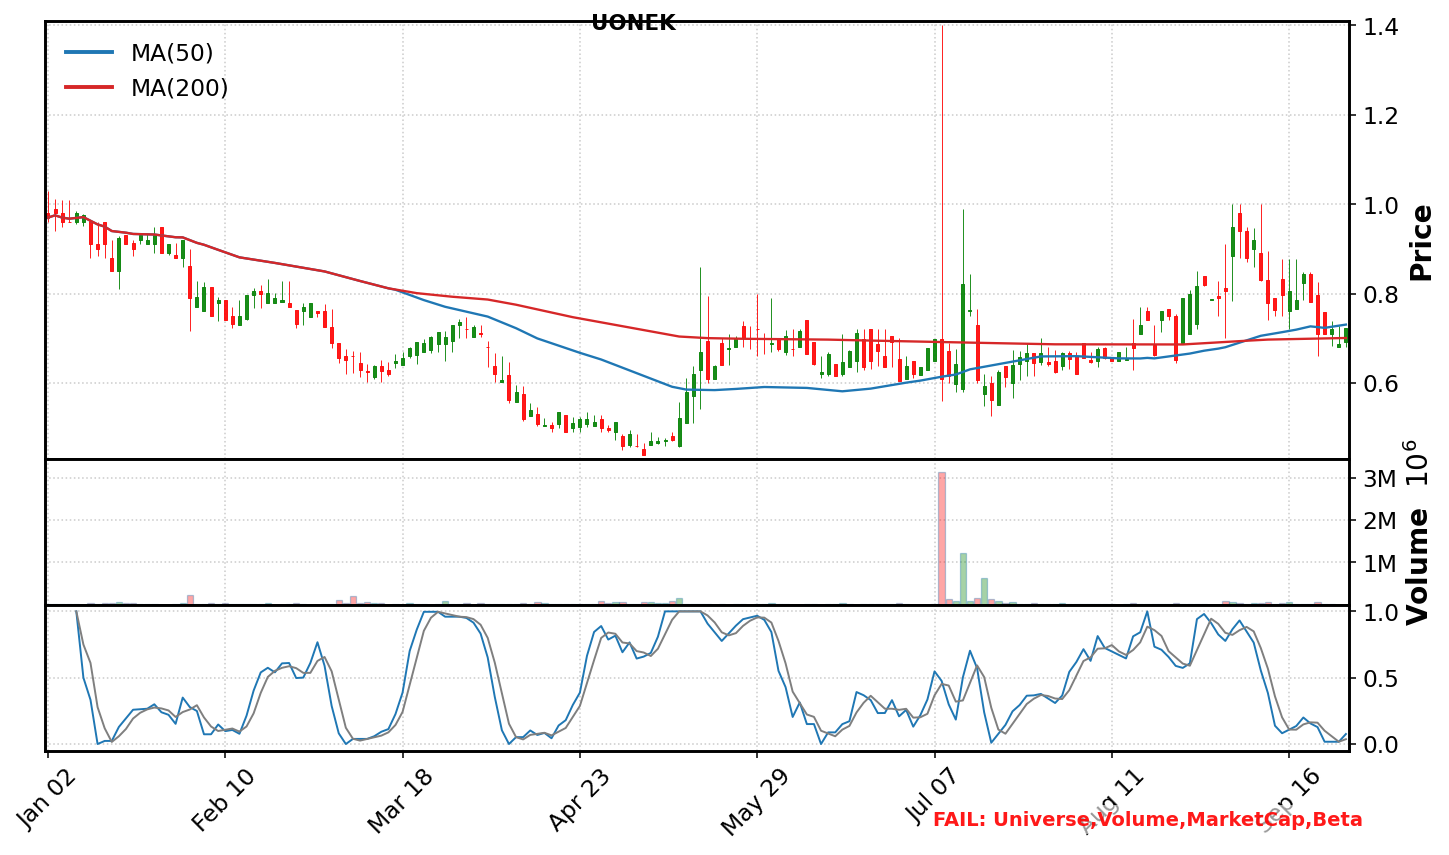 UONEK
MA(50)
MA(200)
1.4
1.2
1.0
0.8
0.6
Price
3M
2M
1M
Volume 10^6
1.0
0.5
0.0
Jan 02
Feb 10
Mar 18
Apr 23
May 29
Jul 07
Aug 11
Sep 16
FAIL: Universe,Volume,MarketCap,Beta